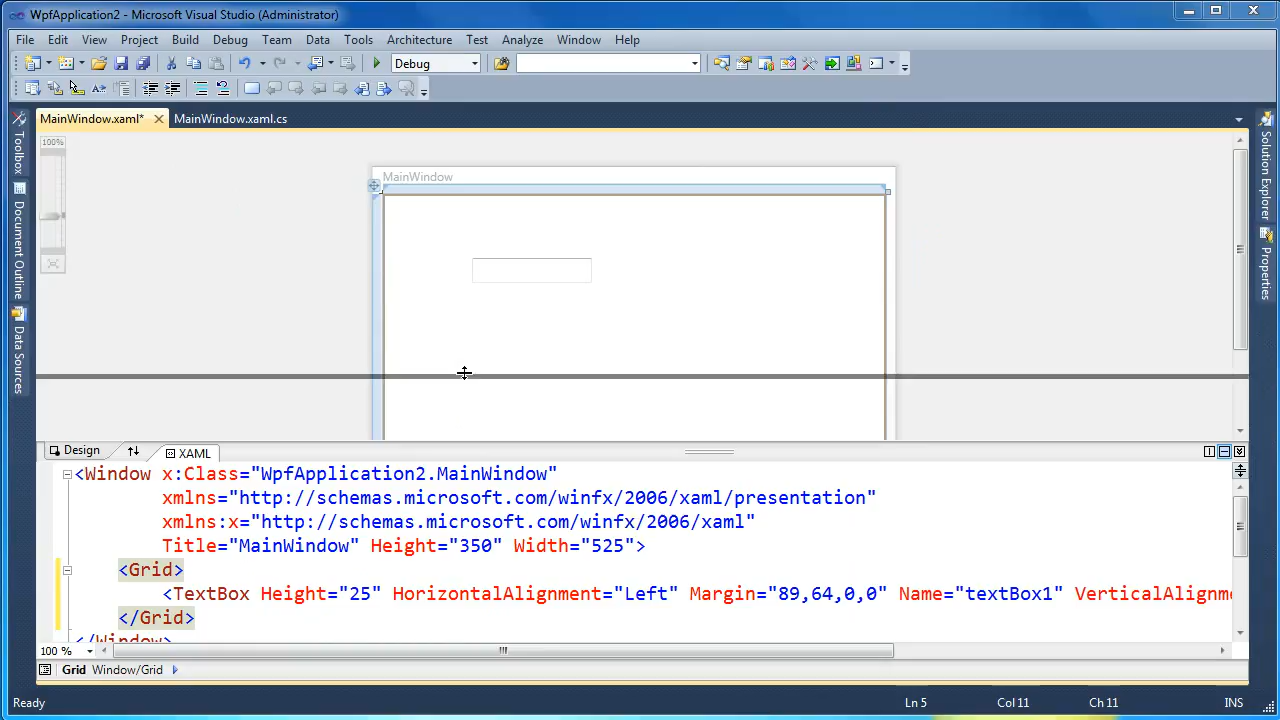 WpfApplication2 - Microsoft Visual Studio (Administrator)
File Edit View Project Build Debug Team Data Tools Architecture Test Analyze Window Help
Debug
MainWindow.xaml* MainWindow.xaml.cs
Toolbox
Document Outline
Data Sources
100%
MainWindow
Solution Explorer
Properties
Design XAML
<Window x:Class="WpfApplication2.MainWindow"
xmlns="http://schemas.microsoft.com/winfx/2006/xaml/presentation"
xmlns:x="http://schemas.microsoft.com/winfx/2006/xaml"
Title="MainWindow" Height="350" Width="525">
<Grid>
<TextBox Height="25" HorizontalAlignment="Left" Margin="89,64,0,0" Name="textBox1" VerticalAlignme
</Grid>
</Window>
100 %
Grid Window/Grid
Ready Ln 5 Col 11 Ch 11 INS